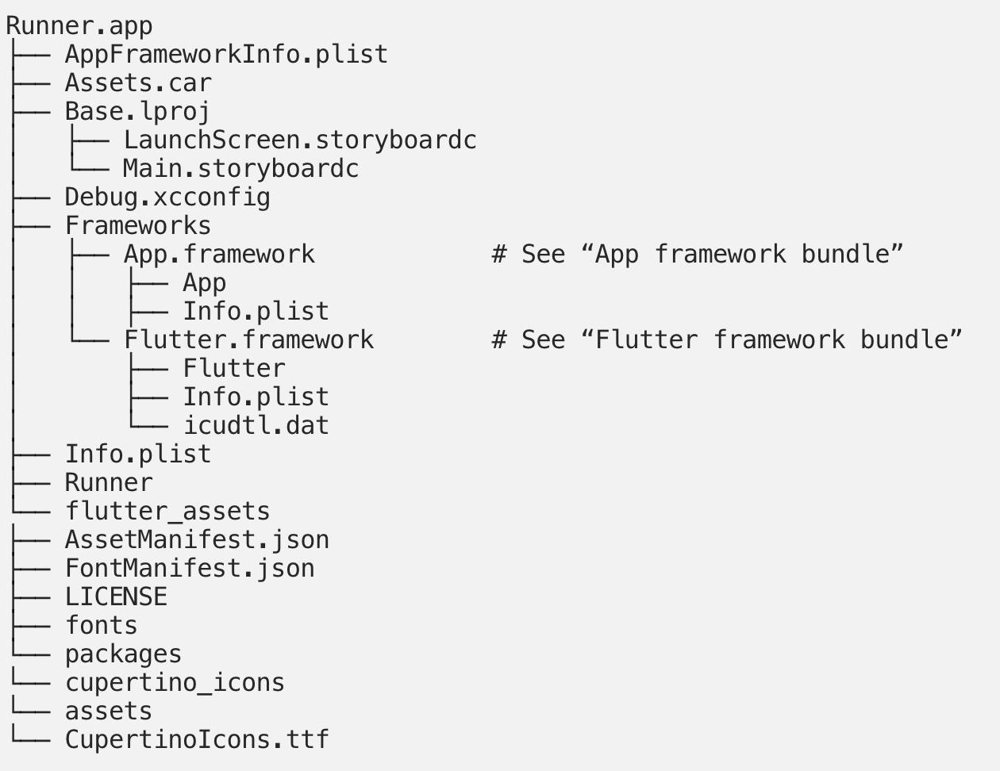 Runner.app
├── AppFrameworkInfo.plist
├── Assets.car
├── Base.lproj
│   ├── LaunchScreen.storyboardc
│   └── Main.storyboardc
├── Debug.xcconfig
├── Frameworks
│   ├── App.framework            # See “App framework bundle”
│   │   ├── App
│   │   ├── Info.plist
│   └── Flutter.framework        # See “Flutter framework bundle”
│       ├── Flutter
│       ├── Info.plist
│       └── icudtl.dat
├── Info.plist
├── Runner
└── flutter_assets
├── AssetManifest.json
├── FontManifest.json
├── LICENSE
├── fonts
└── packages
└── cupertino_icons
└── assets
└── CupertinoIcons.ttf